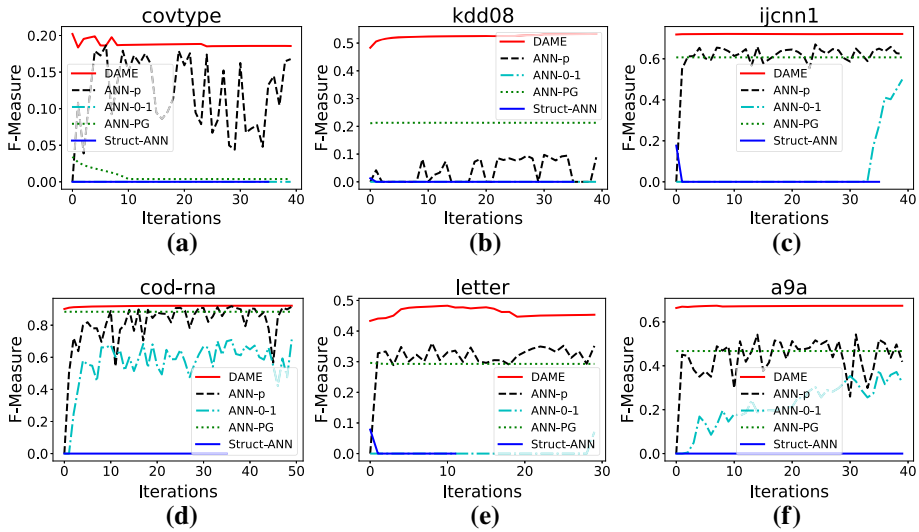 covtype
F-Measure
0.20
0.15
0.10
0.05
0.00
DAME
ANN-p
ANN-0-1
ANN-PG
Struct-ANN
0 10 20 30 40
Iterations
(a)
kdd08
F-Measure
0.5
0.4
0.3
0.2
0.1
0.0
DAME
ANN-p
ANN-0-1
ANN-PG
Struct-ANN
0 10 20 30 40
Iterations
(b)
ijcnn1
F-Measure
0.6
0.4
0.2
0.0
DAME
ANN-p
ANN-0-1
ANN-PG
Struct-ANN
0 10 20 30 40
Iterations
(c)
cod-rna
F-Measure
0.8
0.6
0.4
0.2
0.0
DAME
ANN-p
ANN-0-1
ANN-PG
Struct-ANN
0 10 20 30 40 50
Iterations
(d)
letter
F-Measure
0.5
0.4
0.3
0.2
0.1
0.0
DAME
ANN-p
ANN-0-1
ANN-PG
Struct-ANN
0 10 20 30
Iterations
(e)
a9a
F-Measure
0.6
0.4
0.2
0.0
DAME
ANN-p
ANN-0-1
ANN-PG
Struct-ANN
0 10 20 30 40
Iterations
(f)